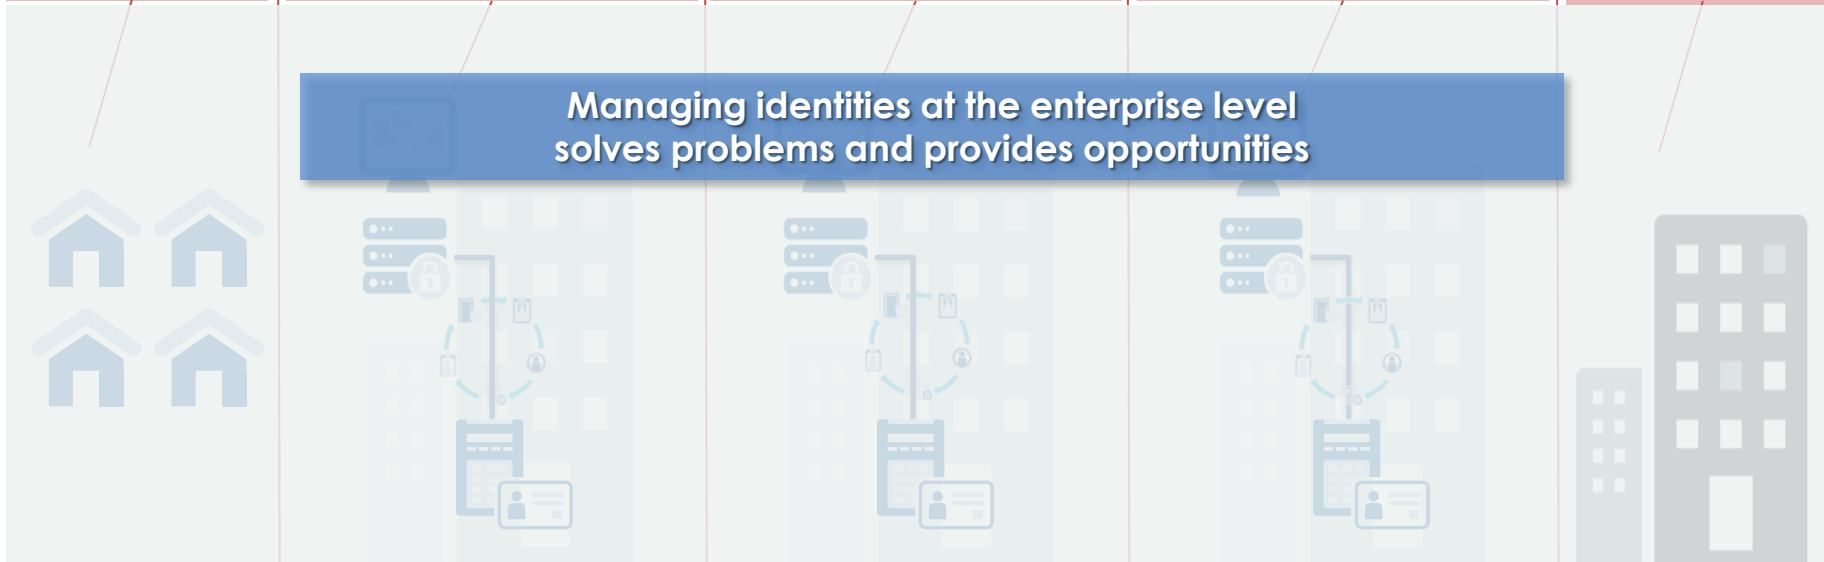 Managing identities at the enterprise level
solves problems and provides opportunities